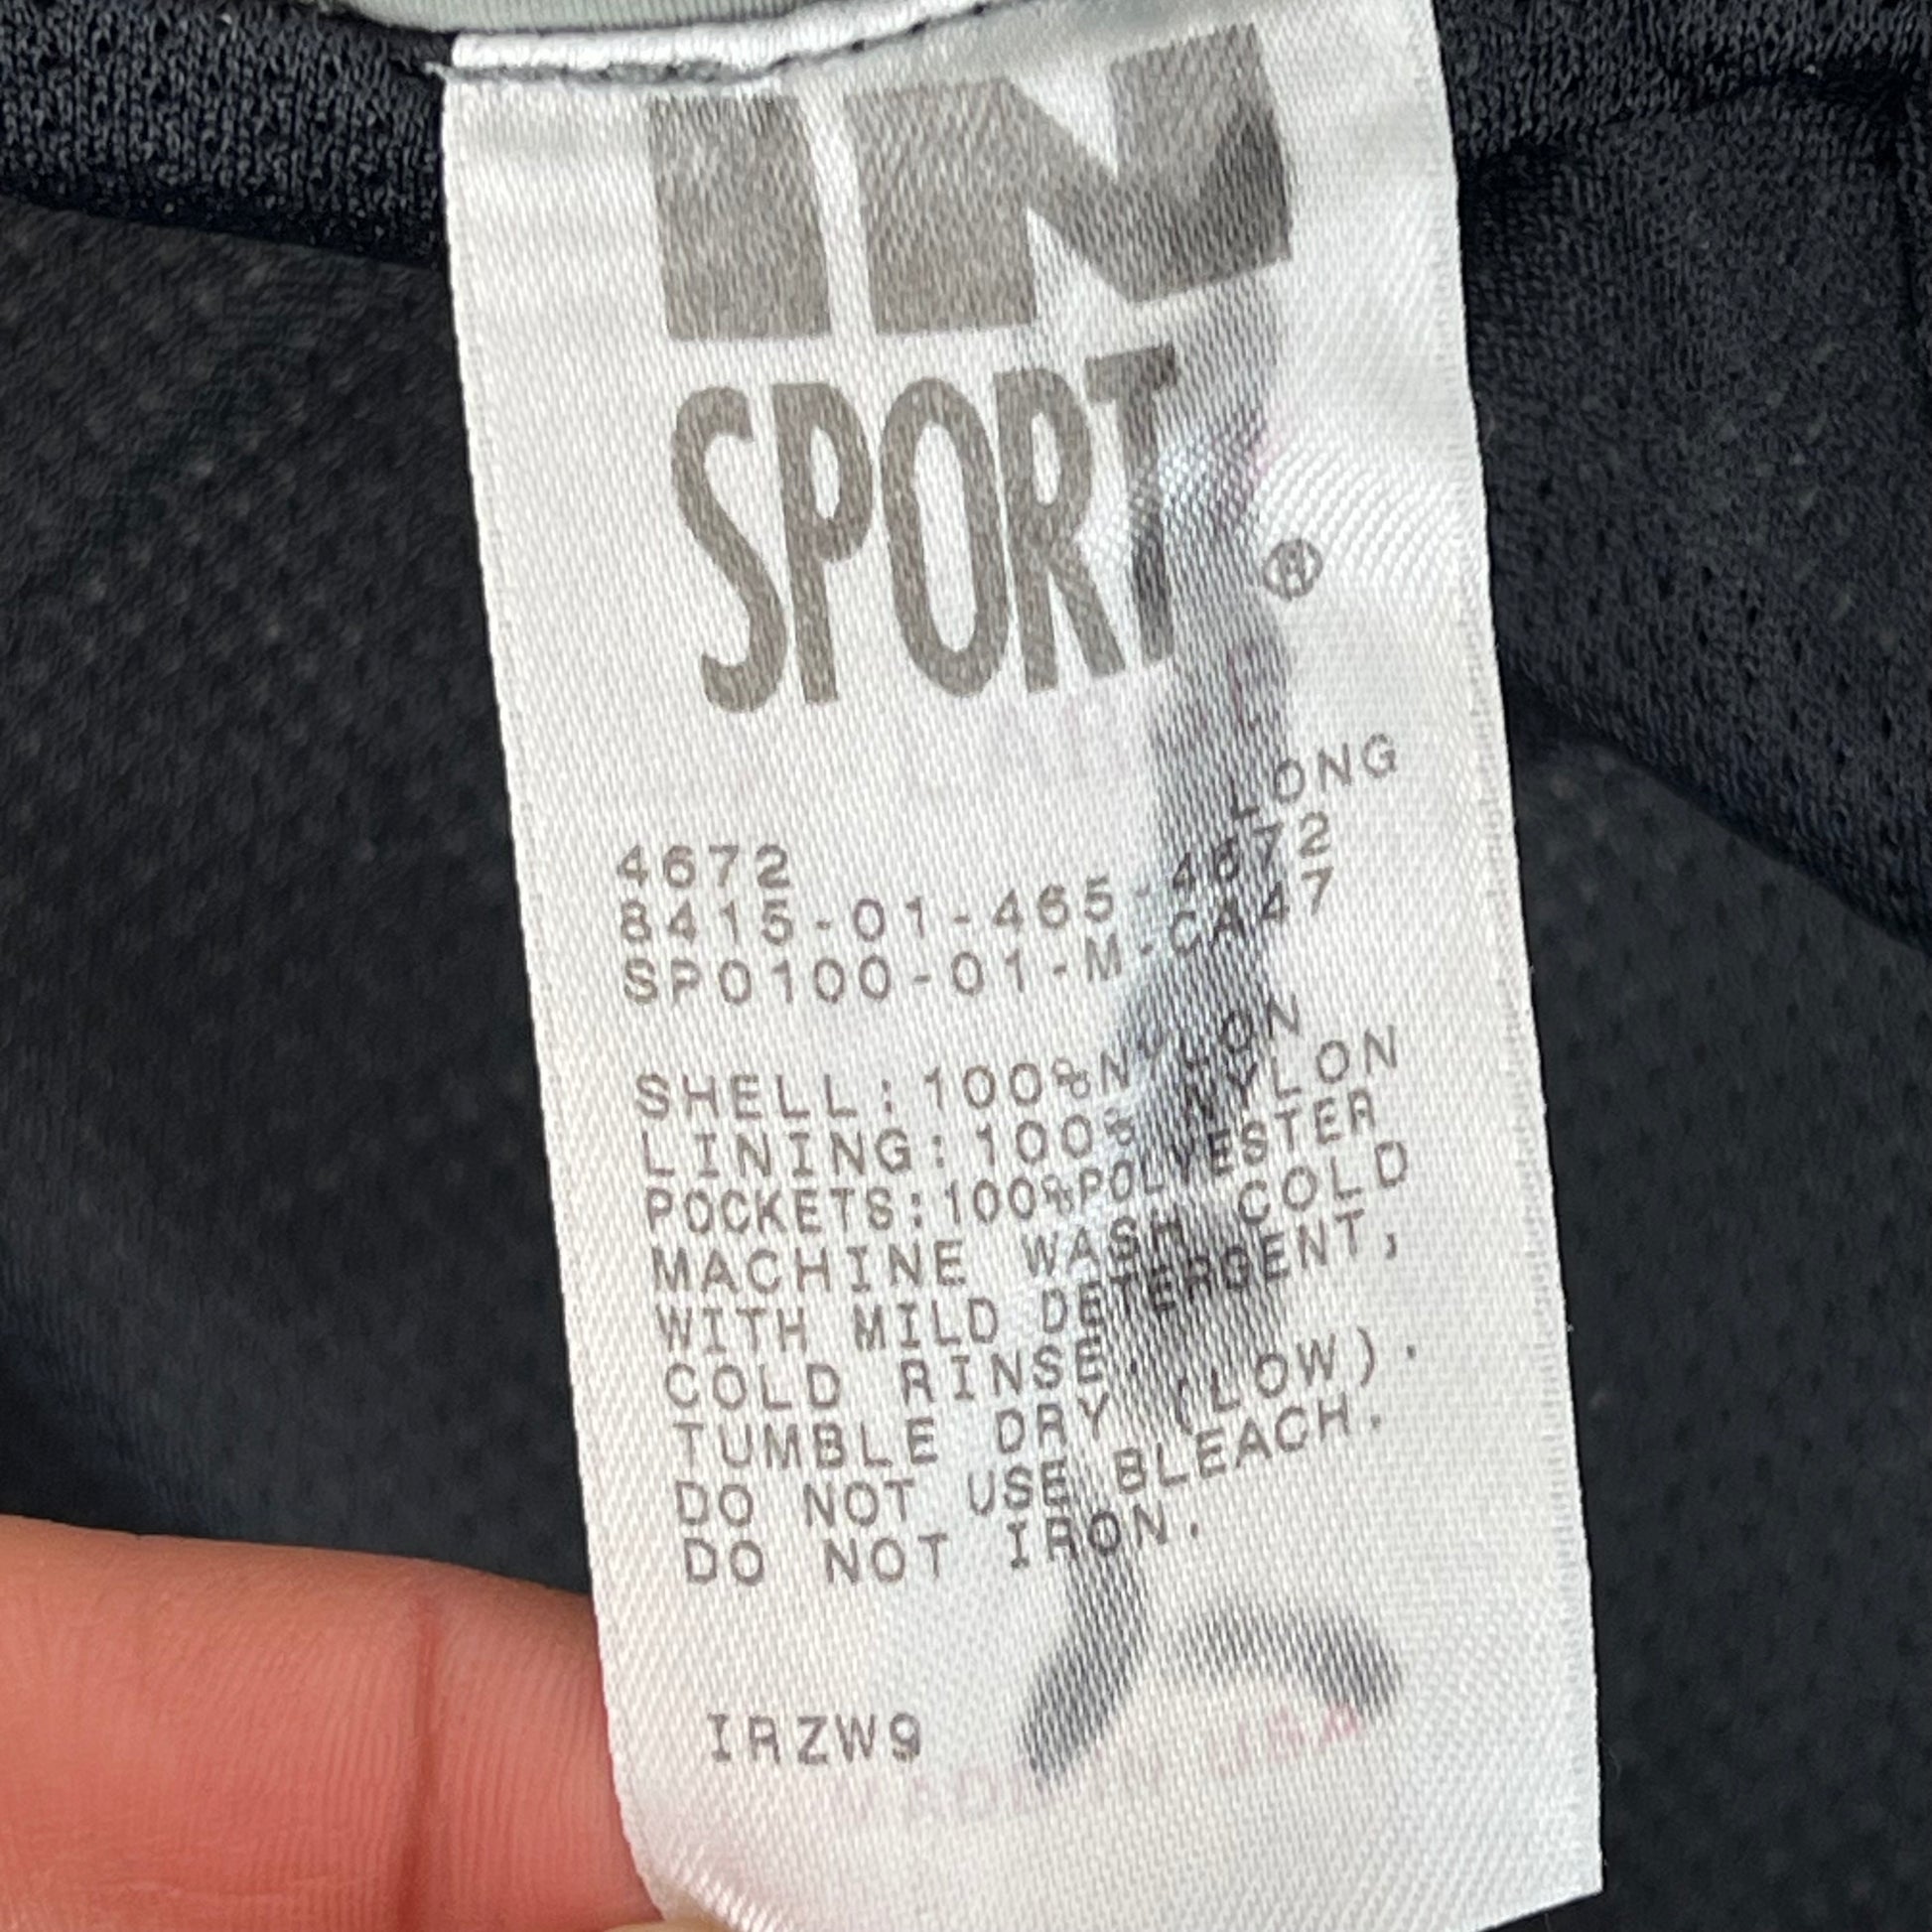 IN
SPORT
®
LONG
4672
8415-01-465-4672
SPO100-01-M-CA47
SHELL:100%NYLON
LINING:100% NYLON
POCKETS:100%POLYESTER
MACHINE WASH COLD
WITH MILD DETERGENT,
COLD RINSE.
TUMBLE DRY (LOW).
DO NOT USE BLEACH.
DO NOT IRON.
IRZW9